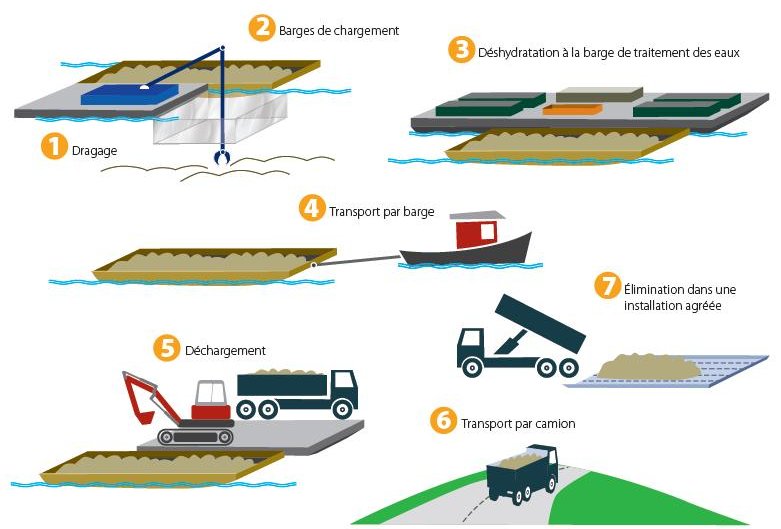 1 Dragage
2 Barges de chargement
3 Déshydratation à la barge de traitement des eaux
4 Transport par barge
5 Déchargement
6 Transport par camion
7 Élimination dans une
installation agréée